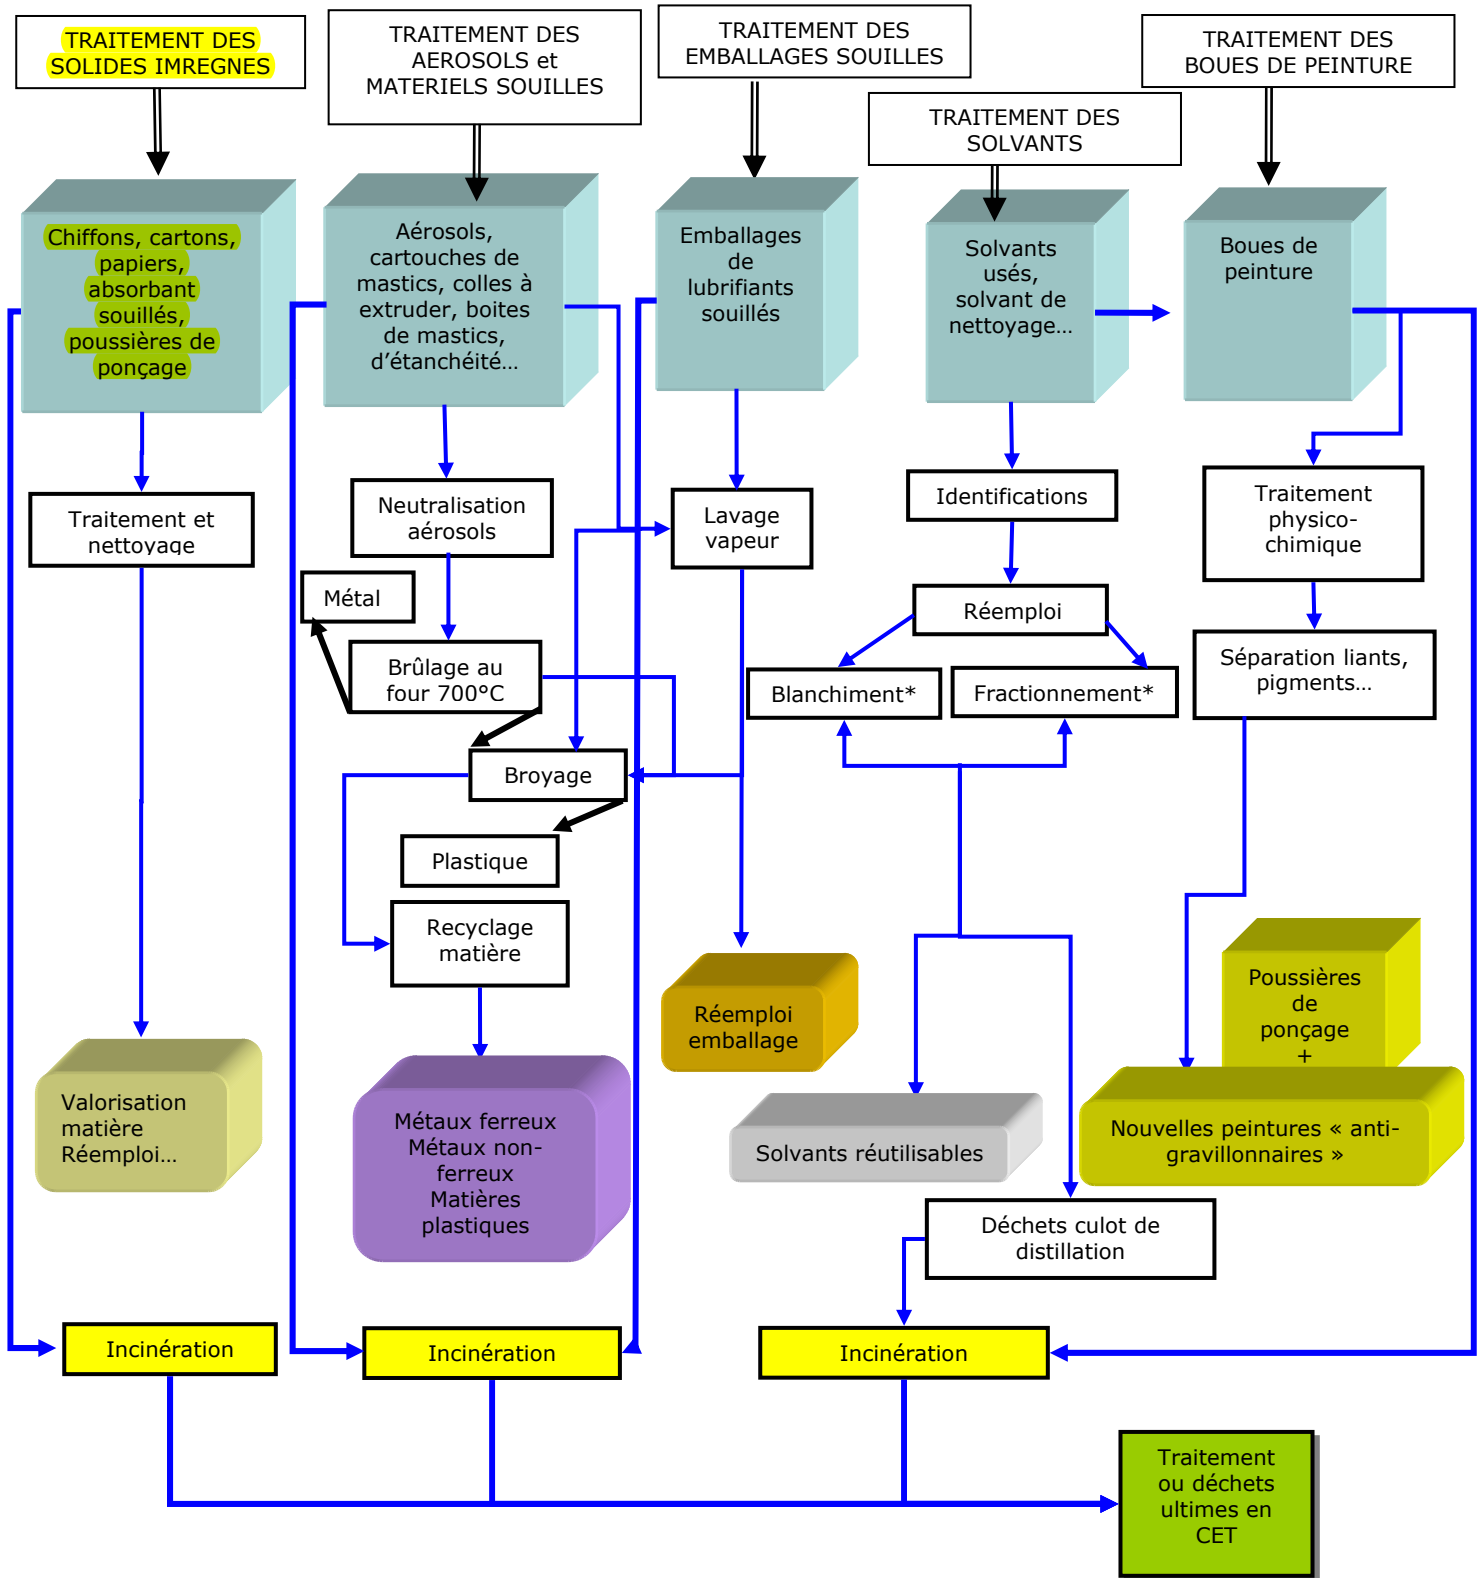 TRAITEMENT DES
SOLIDES IMREGNES
TRAITEMENT DES
AEROSOLS et
MATERIELS SOUILLES
TRAITEMENT DES
EMBALLAGES SOUILLES
TRAITEMENT DES
SOLVANTS
TRAITEMENT DES
BOUES DE PEINTURE
Chiffons, cartons,
papiers,
absorbant
souillés,
poussières de
ponçage
Aérosols,
cartouches de
mastics, colles à
extruder, boites
de mastics,
d’étanchéité…
Emballages
de
lubrifiants
souillés
Solvants
usés,
solvant de
nettoyage…
Boues de
peinture
Traitement et
nettoyage
Neutralisation
aérosols
Lavage
vapeur
Identifications
Traitement
physico-
chimique
Métal
Réemploi
Brûlage au
four 700°C
Blanchiment*
Fractionnement*
Séparation liants,
pigments…
Broyage
Plastique
Recyclage
matière
Réemploi
emballage
Poussières
de
ponçage
+
Valorisation
matière
Réemploi…
Métaux ferreux
Métaux non-
ferreux
Matières
plastiques
Solvants réutilisables
Nouvelles peintures « anti-
gravillonnaires »
Déchets culot de
distillation
Incinération
Incinération
Incinération
Traitement
ou déchets
ultimes en
CET